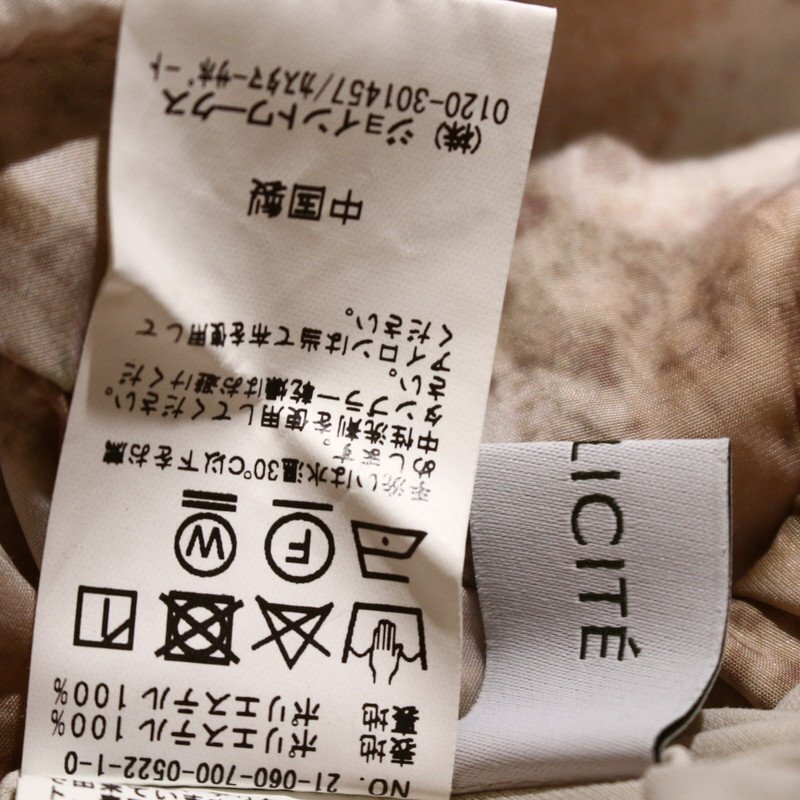 NO. 21-060-700-0522-1-0
表地 ポリエステル 100%
裏地 ポリエステル 100%
F
W
手洗いは水温30℃以下をお薦
めします。
中性洗剤を使用してください。
タンブラー乾燥はお避けくだ
さい。
アイロンは当て布を使用して
ください。
中国製
(株) ジョイントワークス
0120-301457/カスタマーサポート
LICITÉ